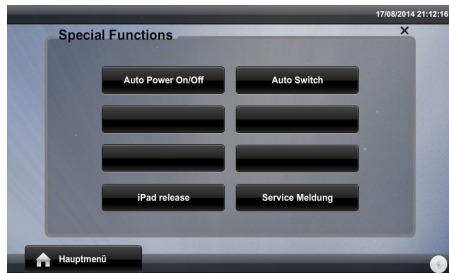 17/08/2014 21:12:16
Special Functions
×
Auto Power On/Off
Auto Switch
iPad release
Service Meldung
Hauptmenü